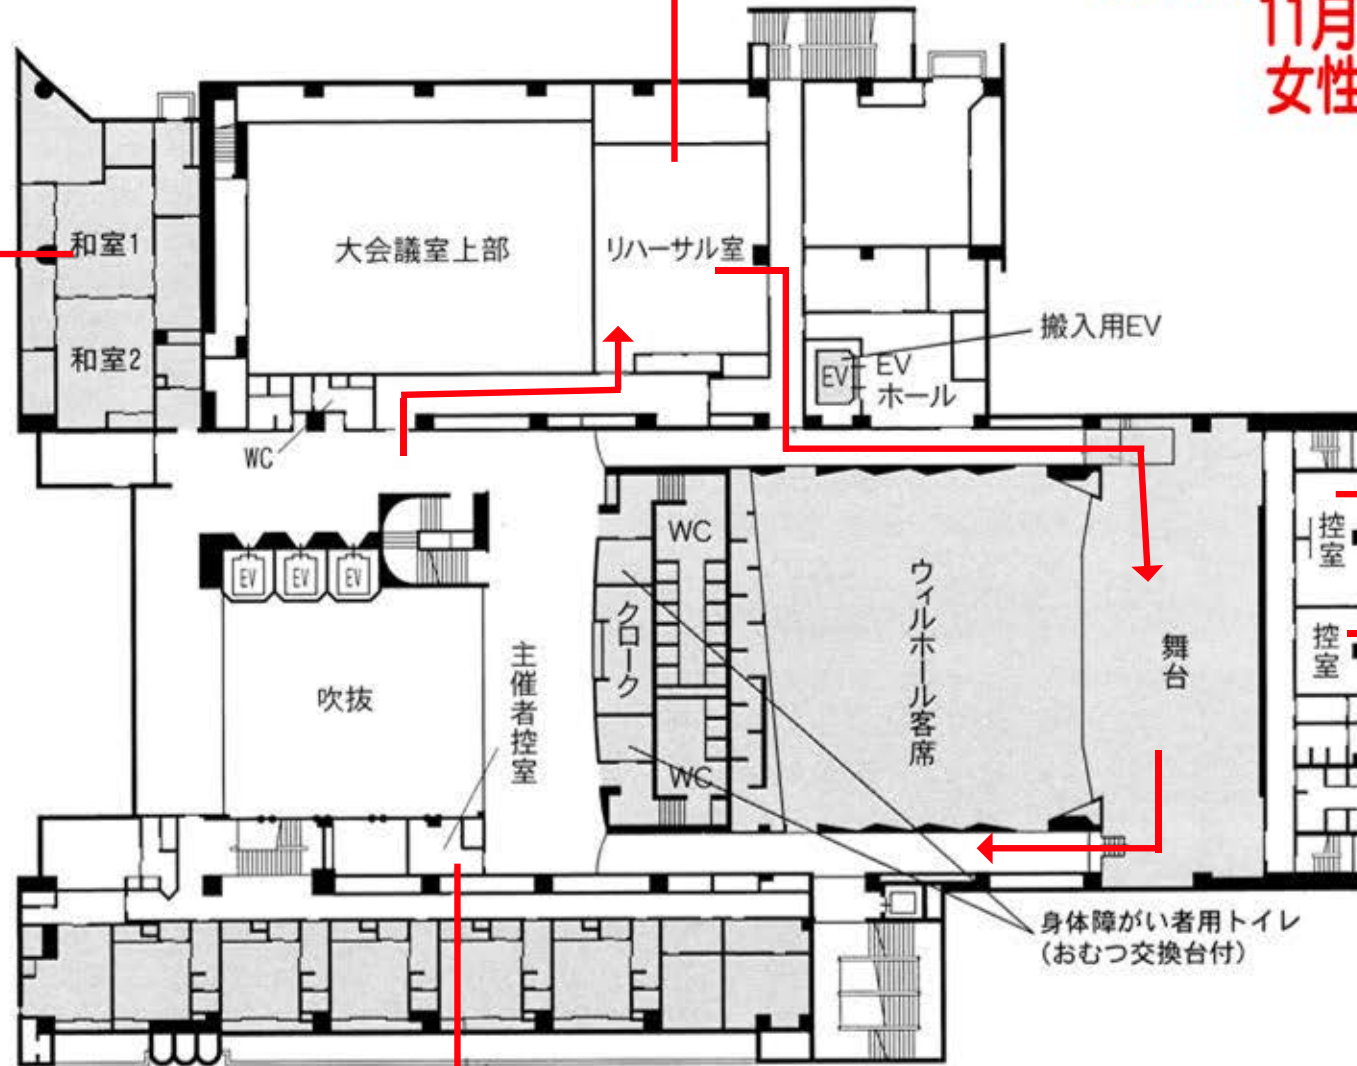 11月
女性
和室1
大会議室上部
リハーサル室
搬入用EV
和室2
EV
EV
ホール
WC
WC
控室
EV
EV
EV
ウィルホール客席
クローク
控室
主催者控室
舞台
吹抜
WC
身体障がい者用トイレ
(おむつ交換台付)